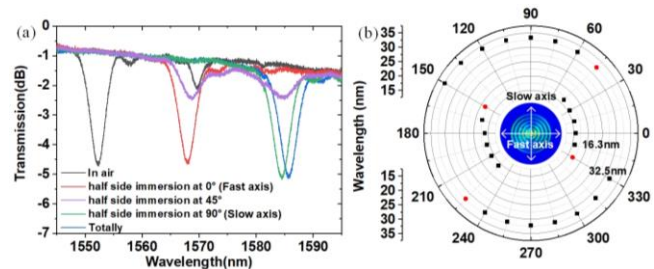 (a)
0
-1
-2
-3
-4
-5
-6
-7
Transmission(dB)
In air
half side immersion at 0° (Fast axis)
half side immersion at 45°
half side immersion at 90° (Slow axis)
Totally
1550 1560 1570 1580 1590
Wavelength(nm)
(b)
90
120 60
150 30
180 0
210 330
240 300
270
35
30
25
20
15
15
20
25
30
35
Wavelength (nm)
Slow axis
Fast axis
16.3nm
32.5nm